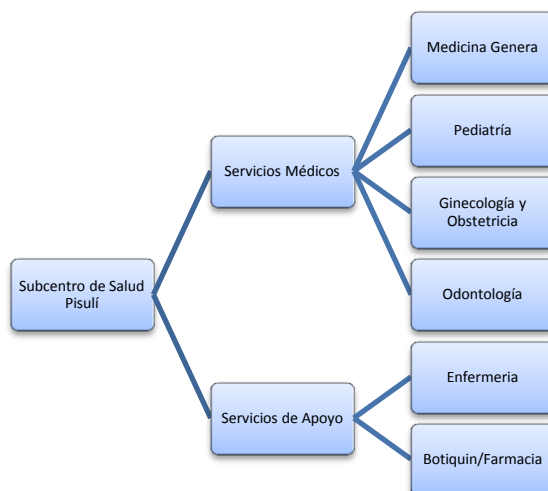 Subcentro de Salud
Pisulí
Servicios Médicos
Medicina Genera
Pediatría
Ginecología y
Obstetricia
Odontología
Servicios de Apoyo
Enfermeria
Botiquin/Farmacia